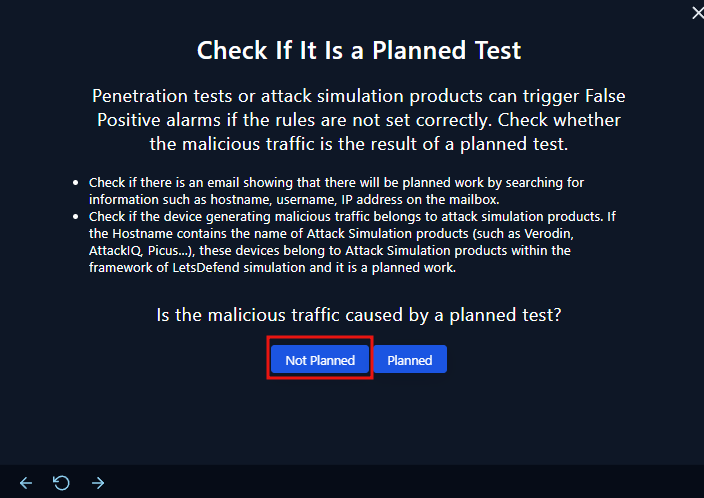 Check If It Is a Planned Test
Penetration tests or attack simulation products can trigger False
Positive alarms if the rules are not set correctly. Check whether
the malicious traffic is the result of a planned test.
• Check if there is an email showing that there will be planned work by searching for
information such as hostname, username, IP address on the mailbox.
• Check if the device generating malicious traffic belongs to attack simulation products. If
the Hostname contains the name of Attack Simulation products (such as Verodin,
AttackIQ, Picus...), these devices belong to Attack Simulation products within the
framework of LetsDefend simulation and it is a planned work.
Is the malicious traffic caused by a planned test?
Not Planned Planned